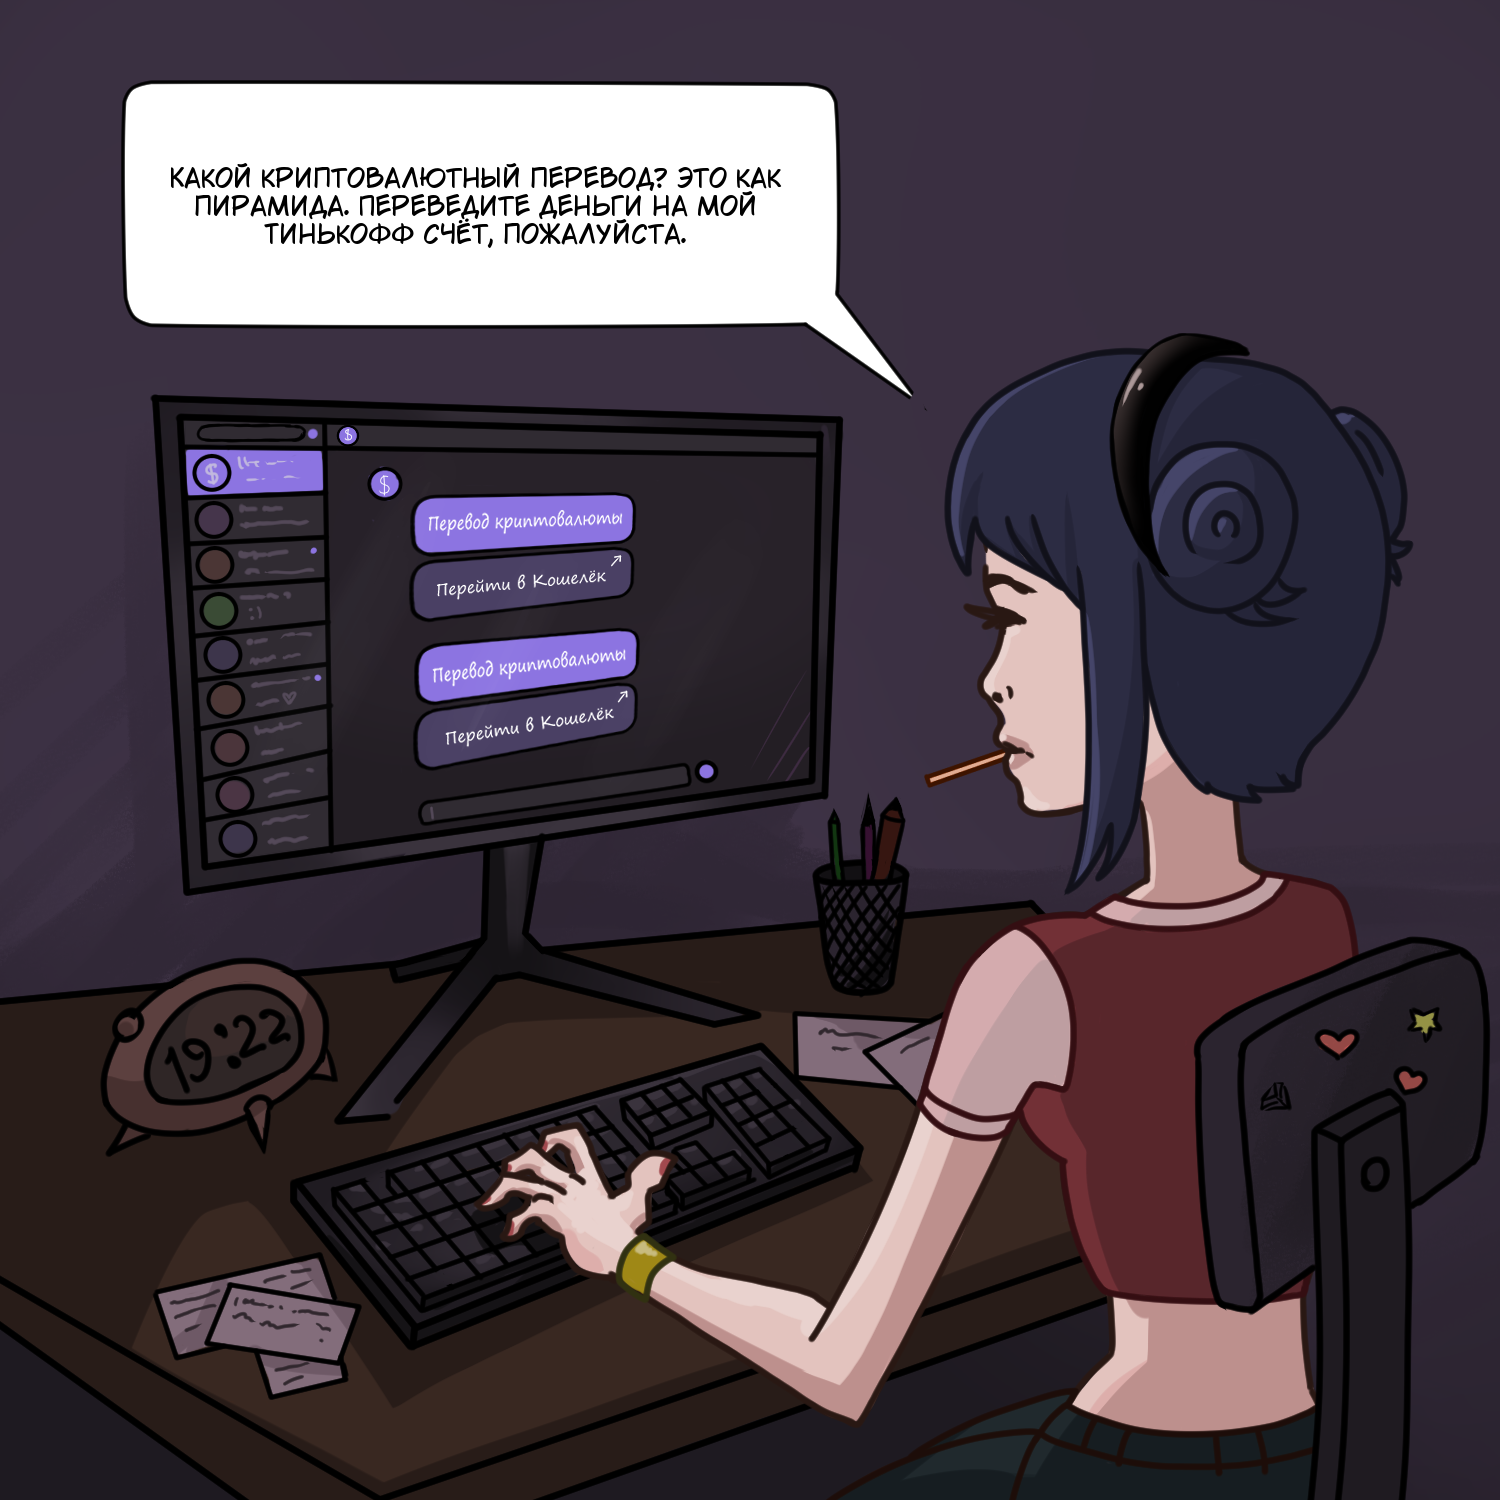 КАКОЙ КРИПТОВАЛЮТНЫЙ ПЕРЕВОД? ЭТО КАК
ПИРАМИДА. ПЕРЕВЕДИТЕ ДЕНЬГИ НА МОЙ
ТИНЬКОФФ СЧЁТ, ПОЖАЛУЙСТА.
$
$
$
Перевод криптовалюты
Перейти в Кошелёк
:)
Перевод криптовалюты
Перейти в Кошелёк
19:22